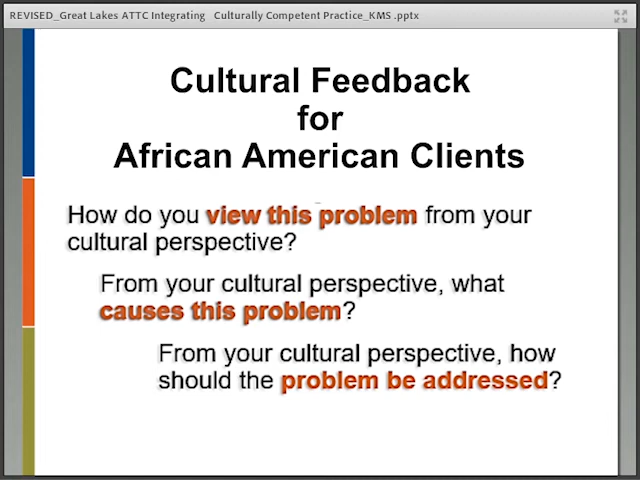 REVISED_Great Lakes ATTC Integrating   Culturally Competent Practice_KMS .pptx
Cultural Feedback
for
African American Clients
How do you view this problem from your
cultural perspective?
From your cultural perspective, what
causes this problem?
From your cultural perspective, how
should the problem be addressed?